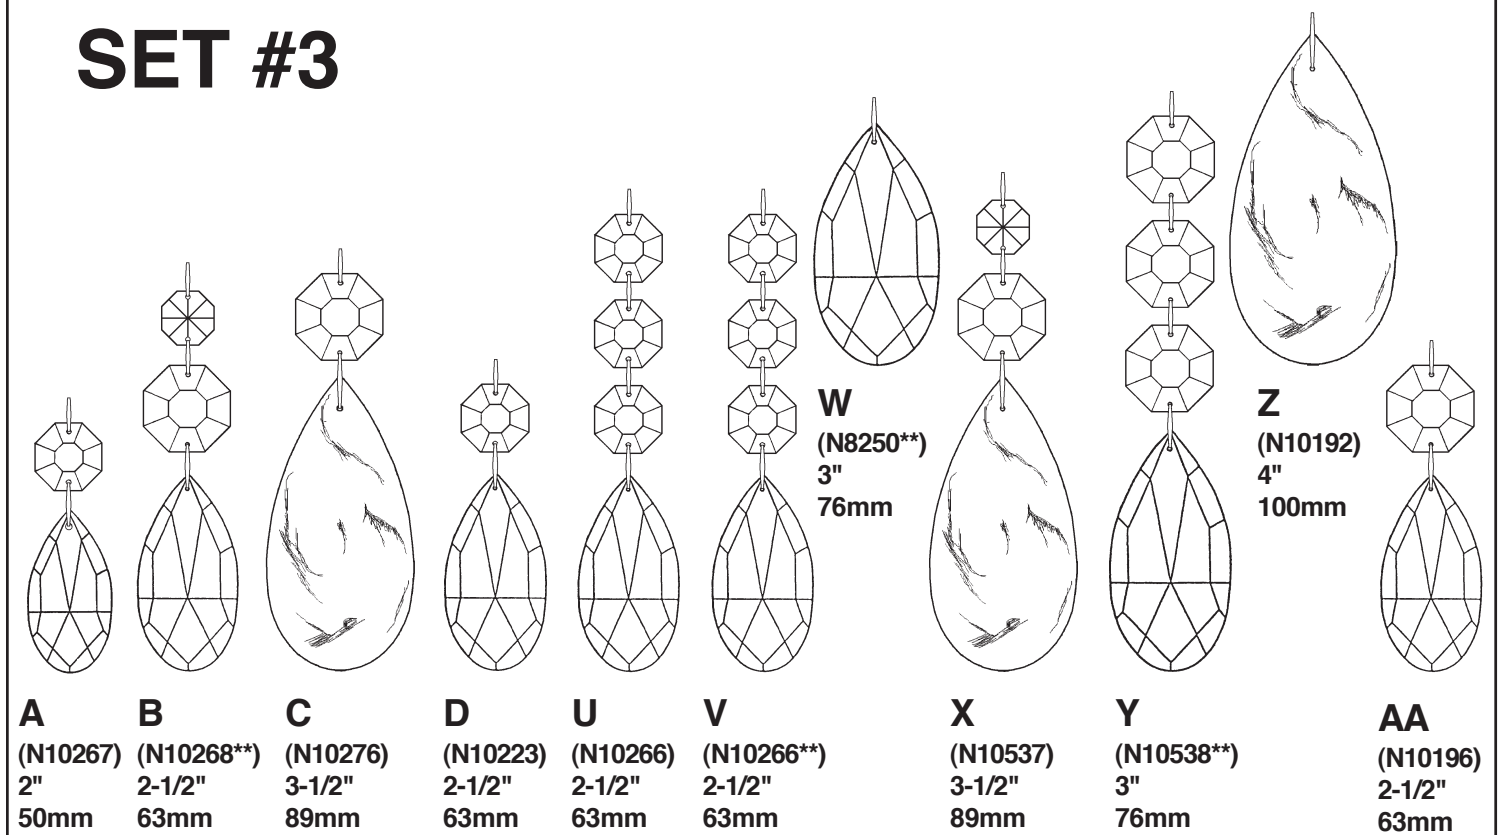 SET #3
W
(N8250**)
3"
76mm
Z
(N10192)
4"
100mm
A
(N10267)
2"
50mm
B
(N10268**)
2-1/2"
63mm
C
(N10276)
3-1/2"
89mm
D
(N10223)
2-1/2"
63mm
U
(N10266)
2-1/2"
63mm
V
(N10266**)
2-1/2"
63mm
X
(N10537)
3-1/2"
89mm
Y
(N10538**)
3"
76mm
AA
(N10196)
2-1/2"
63mm